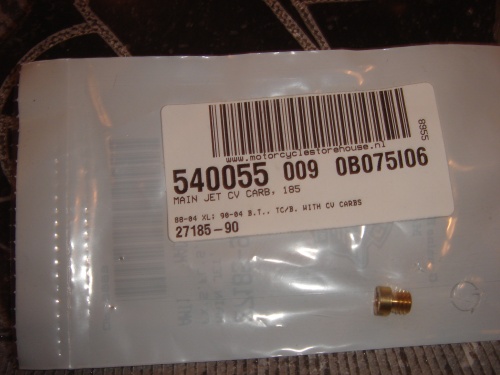 www.motorcyclestorehouse.nl
8955
540055 009 0B075I06
MAIN JET CV CARB, 185
88-04 XL; 90-04 B.T., TC/B. WITH CV CARBS
27185-90